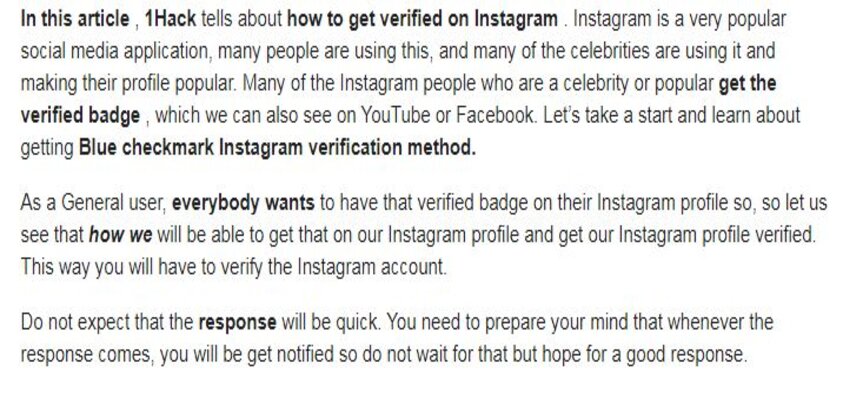 In this article , 1Hack tells about how to get verified on Instagram . Instagram is a very popular
social media application, many people are using this, and many of the celebrities are using it and
making their profile popular. Many of the Instagram people who are a celebrity or popular get the
verified badge , which we can also see on YouTube or Facebook. Let's take a start and learn about
getting Blue checkmark Instagram verification method.
As a General user, everybody wants to have that verified badge on their Instagram profile so, so let us
see that how we will be able to get that on our Instagram profile and get our Instagram profile verified.
This way you will have to verify the Instagram account.
Do not expect that the response will be quick. You need to prepare your mind that whenever the
response comes, you will be get notified so do not wait for that but hope for a good response.